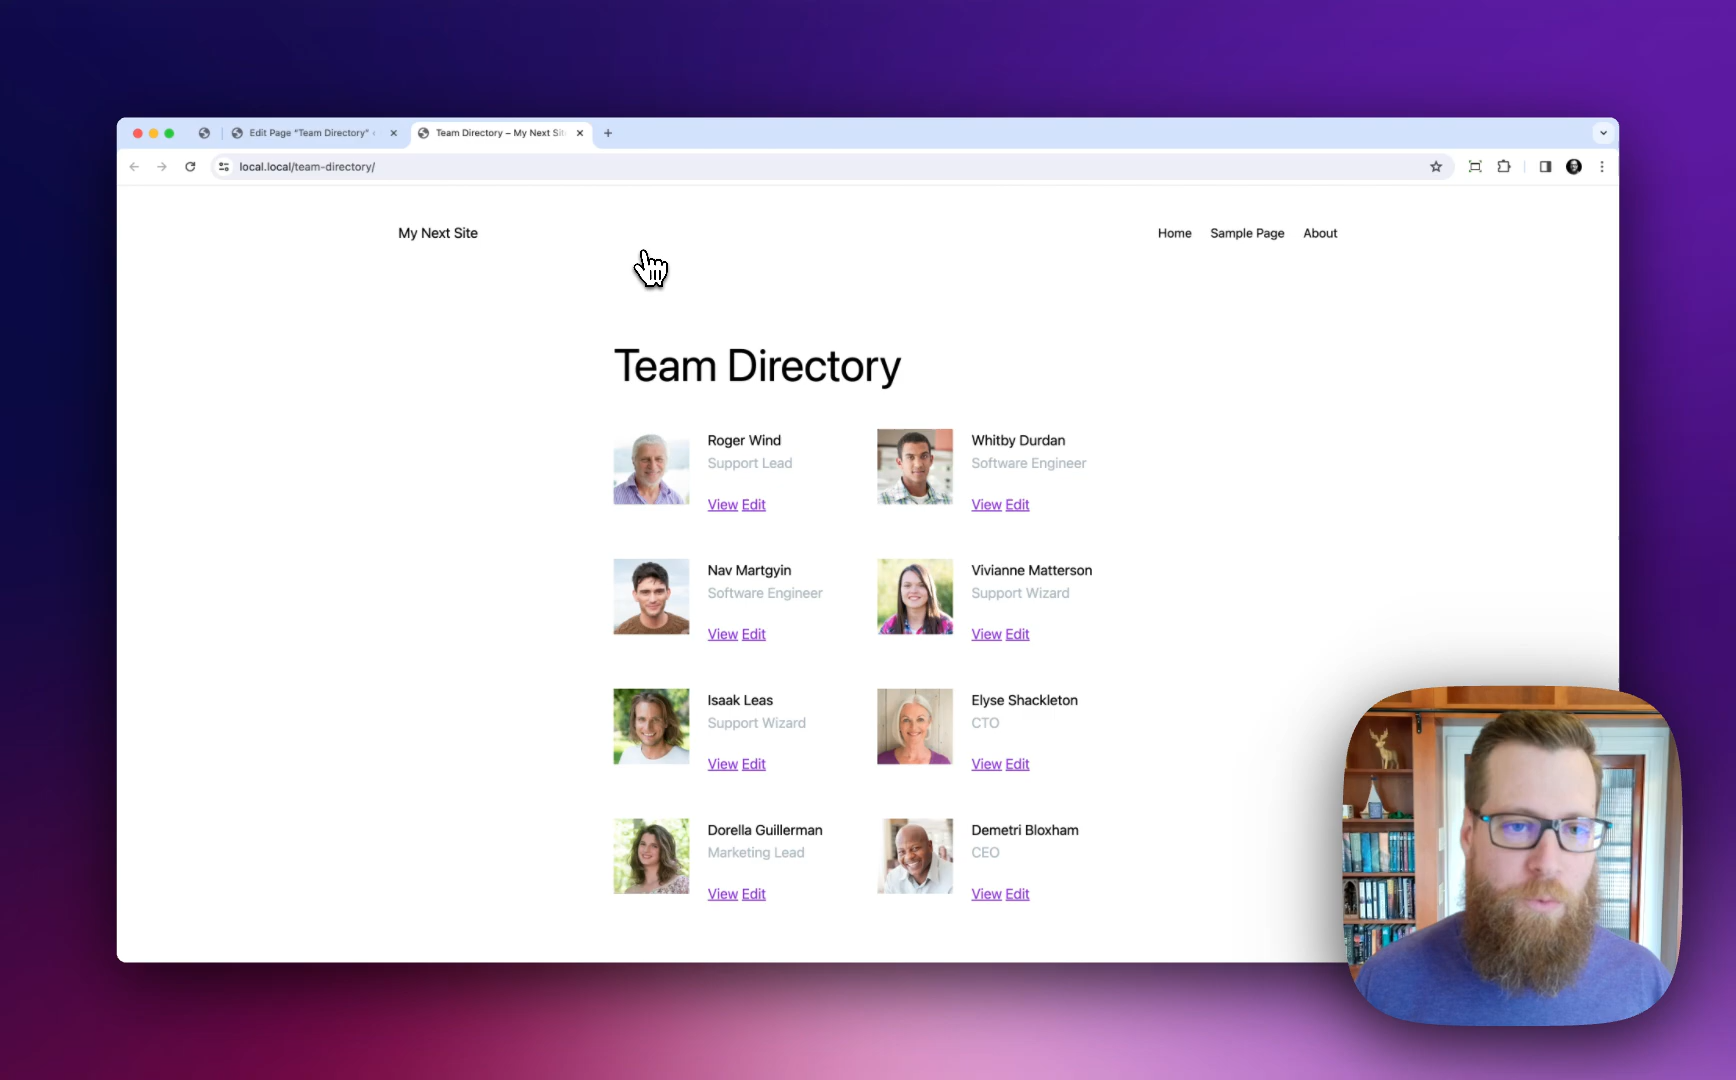 Edit Page “Team Directory”
Team Directory – My Next Sit
local.local/team-directory/
My Next Site
Home Sample Page About
Team Directory
Roger Wind
Support Lead
View Edit
Whitby Durdan
Software Engineer
View Edit
Nav Martgyin
Software Engineer
View Edit
Vivianne Matterson
Support Wizard
View Edit
Isaak Leas
Support Wizard
View Edit
Elyse Shackleton
CTO
View Edit
Dorella Guillerman
Marketing Lead
View Edit
Demetri Bloxham
CEO
View Edit